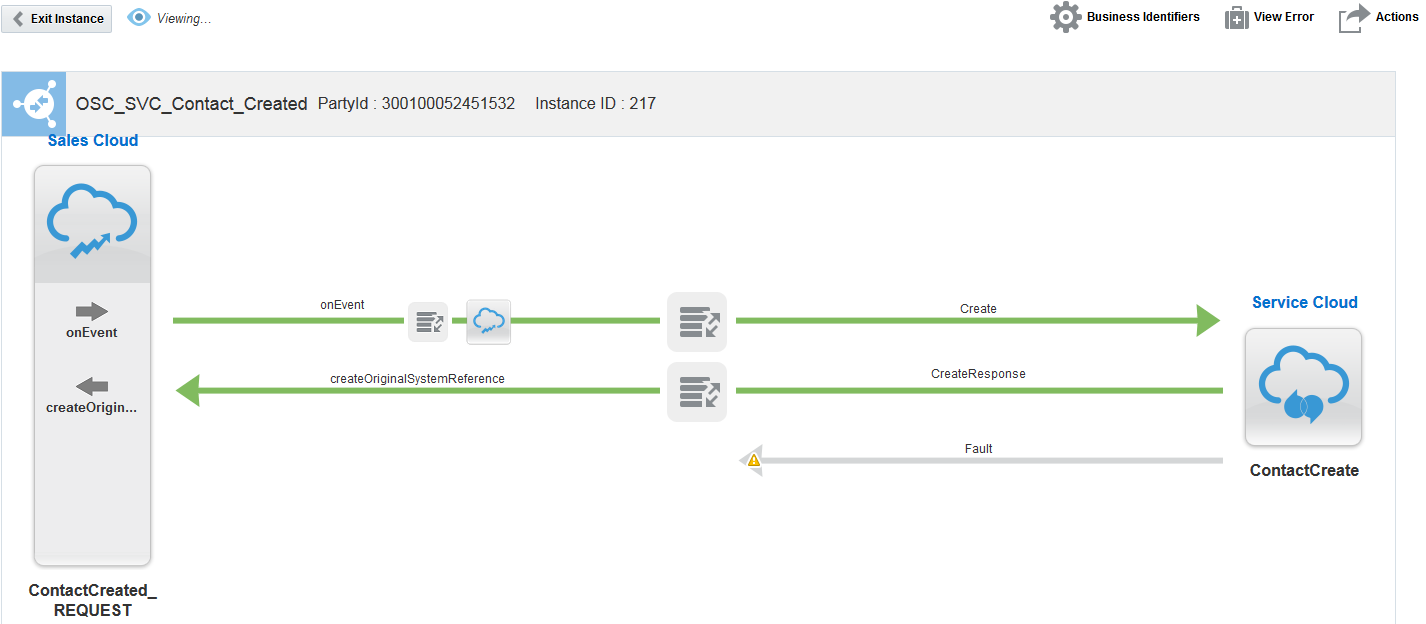 Exit Instance
Viewing...
Business Identifiers
View Error
Actions
OSC_SVC_Contact_Created PartyId : 300100052451532 Instance ID : 217
Sales Cloud
onEvent
createOrigin...
ContactCreated_
REQUEST
onEvent
Create
createOriginalSystemReference
CreateResponse
Fault
Service Cloud
ContactCreate